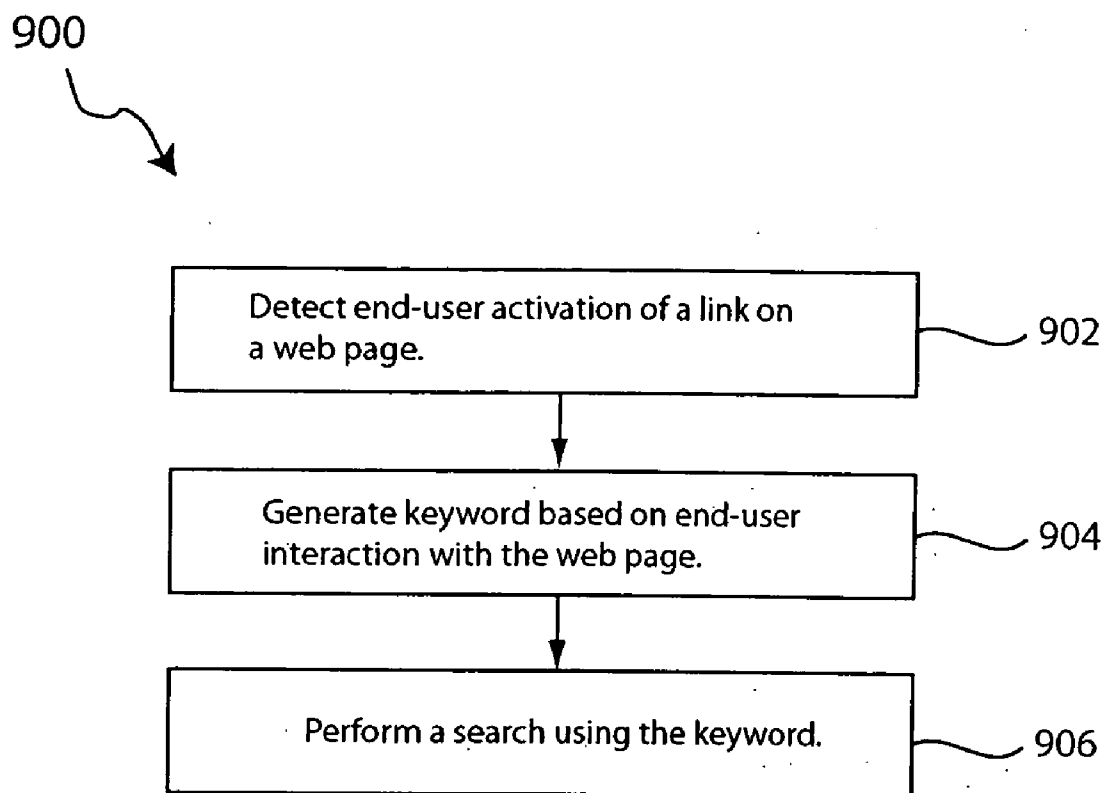 900
Detect end-user activation of a link on
a web page.
902
Generate keyword based on end-user
interaction with the web page.
904
Perform a search using the keyword.
906